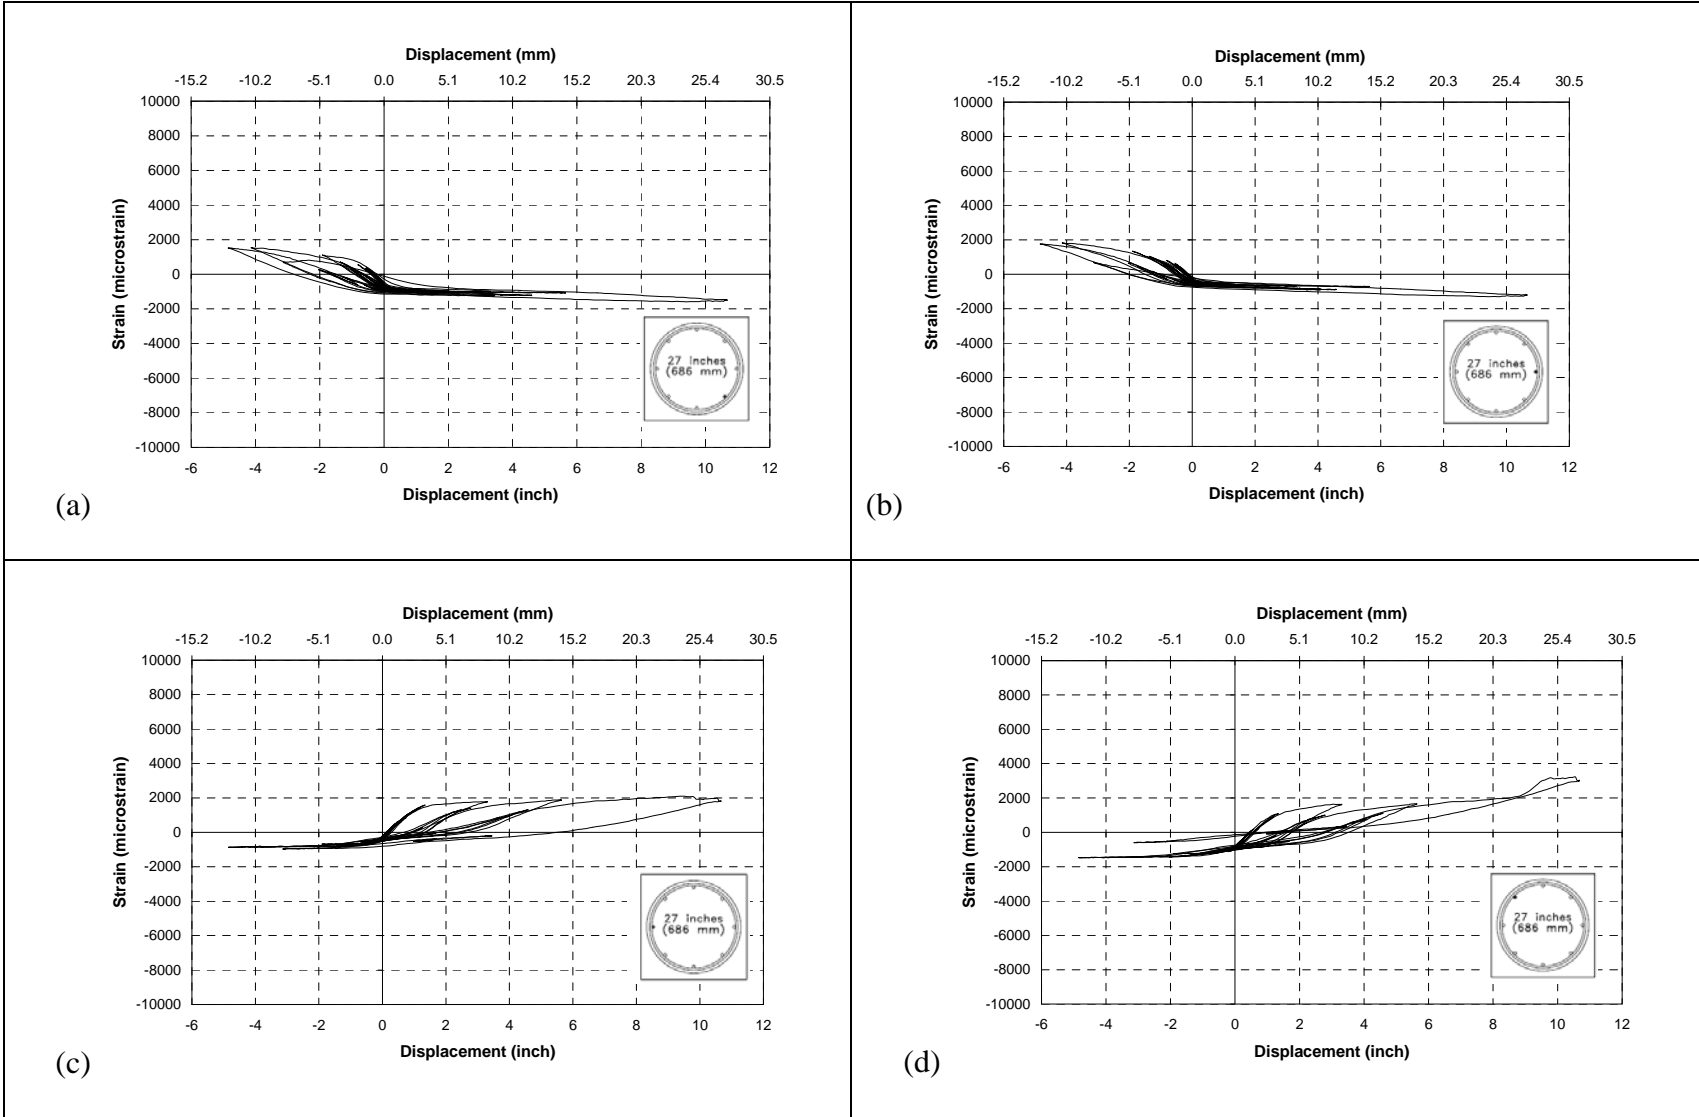 Displacement (mm)
-15.2 -10.2 -5.1 0.0 5.1 10.2 15.2 20.3 25.4 30.5
10000
8000
6000
4000
2000
0
-2000
-4000
-6000
-8000
-10000
Strain (microstrain)
27 inches
(686 mm)
-6 -4 -2 0 2 4 6 8 10 12
Displacement (inch)
(a)
Displacement (mm)
-15.2 -10.2 -5.1 0.0 5.1 10.2 15.2 20.3 25.4 30.5
10000
8000
6000
4000
2000
0
-2000
-4000
-6000
-8000
-10000
Strain (microstrain)
27 inches
(686 mm)
-6 -4 -2 0 2 4 6 8 10 12
Displacement (inch)
(b)
Displacement (mm)
-15.2 -10.2 -5.1 0.0 5.1 10.2 15.2 20.3 25.4 30.5
10000
8000
6000
4000
2000
0
-2000
-4000
-6000
-8000
-10000
Strain (microstrain)
27 inches
(686 mm)
-6 -4 -2 0 2 4 6 8 10 12
Displacement (inch)
(c)
Displacement (mm)
-15.2 -10.2 -5.1 0.0 5.1 10.2 15.2 20.3 25.4 30.5
10000
8000
6000
4000
2000
0
-2000
-4000
-6000
-8000
-10000
Strain (microstrain)
27 inches
(686 mm)
-6 -4 -2 0 2 4 6 8 10 12
Displacement (inch)
(d)